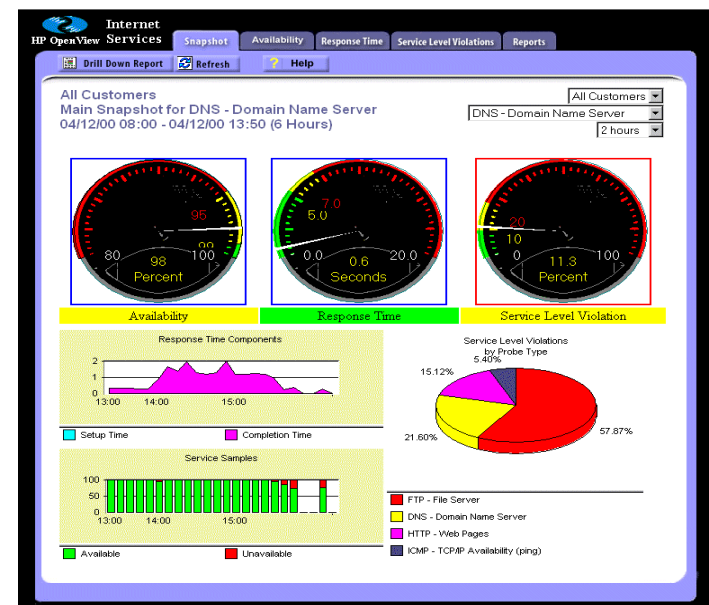 Internet
HP OpenView Services
Snapshot Availability Response Time Service Level Violations Reports
Drill Down Report Refresh ? Help
All Customers
Main Snapshot for DNS - Domain Name Server
04/12/00 08:00 - 04/12/00 13:50 (6 Hours)
All Customers
DNS - Domain Name Server
2 hours
95
80 100
98
Percent
Availability
7.0
5.0
0.0 20.0
0.6
Seconds
Response Time
20
10
0 100
11.3
Percent
Service Level Violation
Response Time Components
2
1
0
13:00 14:00 15:00
Setup Time Completion Time
Service Samples
100
50
0
13:00 14:00 15:00
Available Unavailable
Service Level Violations
by Probe Type
5.40%
15.12%
21.60%
57.87%
FTP - File Server
DNS - Domain Name Server
HTTP - Web Pages
ICMP - TCP/IP Availability (ping)